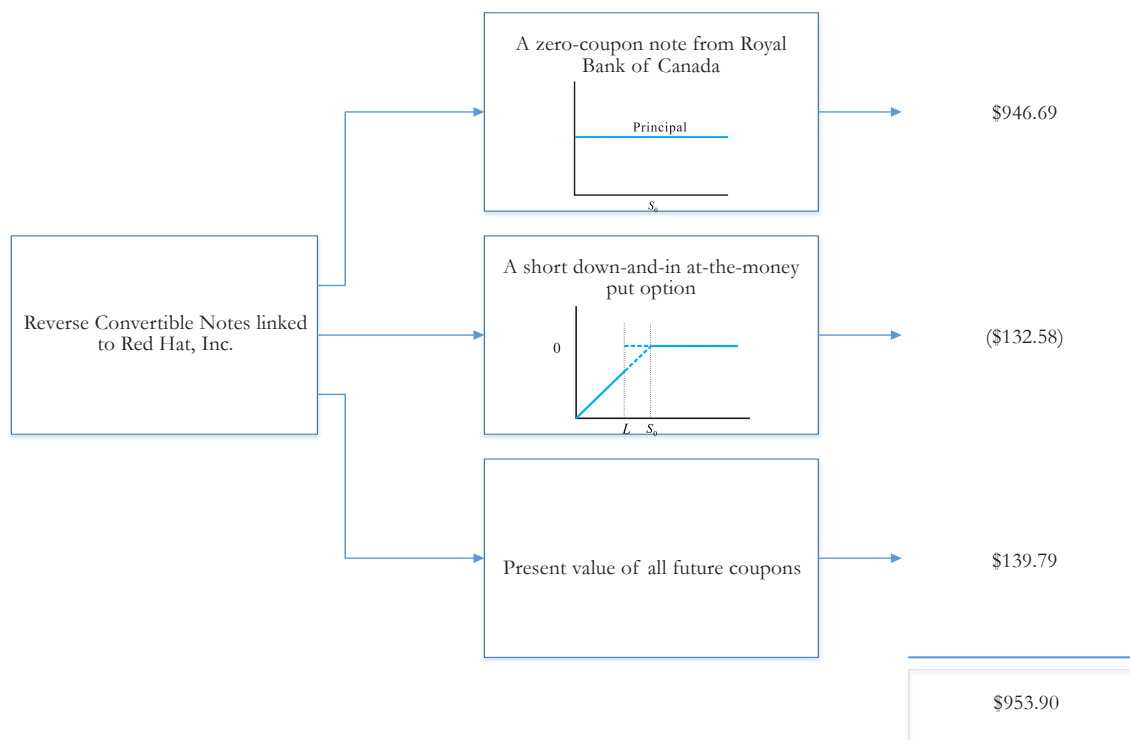 A zero-coupon note from Royal
Bank of Canada
Principal
S₀
$946.69
Reverse Convertible Notes linked
to Red Hat, Inc.
A short down-and-in at-the-money
put option
0
L S₀
($132.58)
Present value of all future coupons
$139.79
$953.90